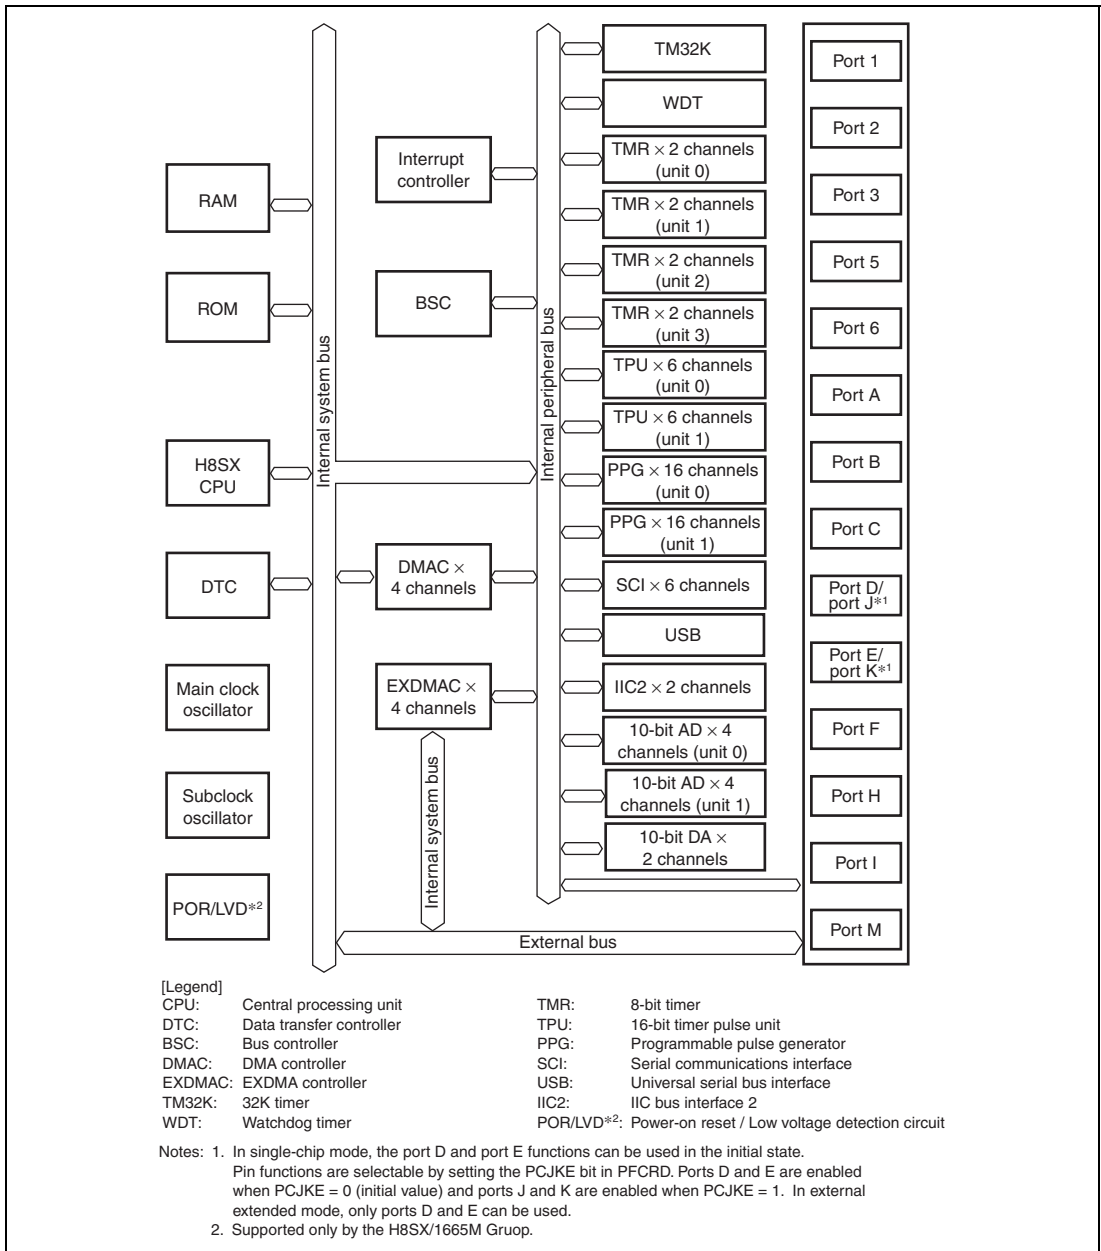 RAM
ROM
H8SX
CPU
DTC
Main clock
oscillator
Subclock
oscillator
POR/LVD*2
Internal system bus
Interrupt
controller
BSC
DMAC ×
4 channels
EXDMAC ×
4 channels
Internal system bus
Internal peripheral bus
External bus
TM32K
WDT
TMR × 2 channels
(unit 0)
TMR × 2 channels
(unit 1)
TMR × 2 channels
(unit 2)
TMR × 2 channels
(unit 3)
TPU × 6 channels
(unit 0)
TPU × 6 channels
(unit 1)
PPG × 16 channels
(unit 0)
PPG × 16 channels
(unit 1)
SCI × 6 channels
USB
IIC2 × 2 channels
10-bit AD × 4
channels (unit 0)
10-bit AD × 4
channels (unit 1)
10-bit DA ×
2 channels
Port 1
Port 2
Port 3
Port 5
Port 6
Port A
Port B
Port C
Port D/
port J*1
Port E/
port K*1
Port F
Port H
Port I
Port M
[Legend]
CPU: Central processing unit
DTC: Data transfer controller
BSC: Bus controller
DMAC: DMA controller
EXDMAC: EXDMA controller
TM32K: 32K timer
WDT: Watchdog timer
TMR: 8-bit timer
TPU: 16-bit timer pulse unit
PPG: Programmable pulse generator
SCI: Serial communications interface
USB: Universal serial bus interface
IIC2: IIC bus interface 2
POR/LVD*2: Power-on reset / Low voltage detection circuit
Notes: 1. In single-chip mode, the port D and port E functions can be used in the initial state.
Pin functions are selectable by setting the PCJKE bit in PFCRD. Ports D and E are enabled
when PCJKE = 0 (initial value) and ports J and K are enabled when PCJKE = 1. In external
extended mode, only ports D and E can be used.
2. Supported only by the H8SX/1665M Gruop.